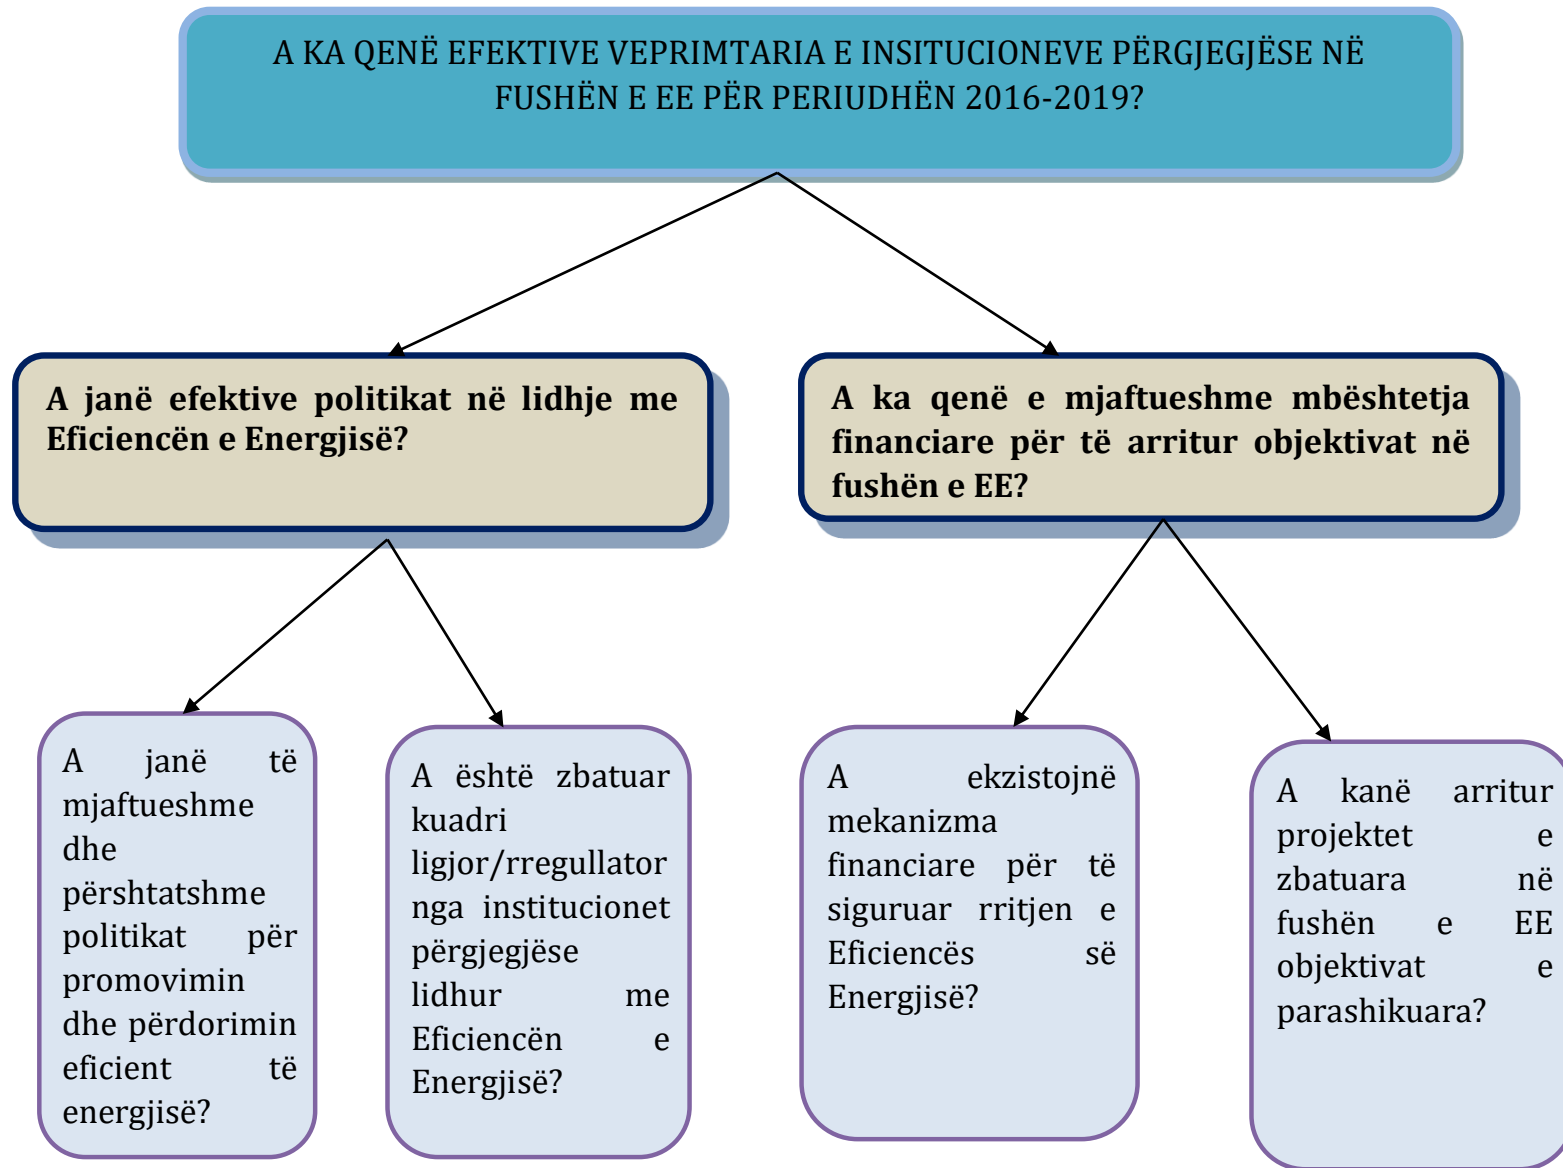 A KA QENË EFEKTIVE VEPRIMTARIA E INSITUCIONEVE PËRGJEGJËSE NË
FUSHËN E EE PËR PERIUDHËN 2016-2019?
A janë efektive politikat në lidhje me
Eficiencën e Energjisë?
A ka qenë e mjaftueshme mbështetja
financiare për të arritur objektivat në
fushën e EE?
A janë të
mjaftueshme
dhe
përshtatshme
politikat për
promovimin
dhe përdorimin
eficient të
energjisë?
A është zbatuar
kuadri
ligjor/rregullator
nga institucionet
përgjegjëse
lidhur me
Eficiencën e
Energjisë?
A ekzistojnë
mekanizma
financiare për të
siguruar rritjen e
Eficiencës së
Energjisë?
A kanë arritur
projektet e
zbatuara në
fushën e EE
objektivat e
parashikuara?